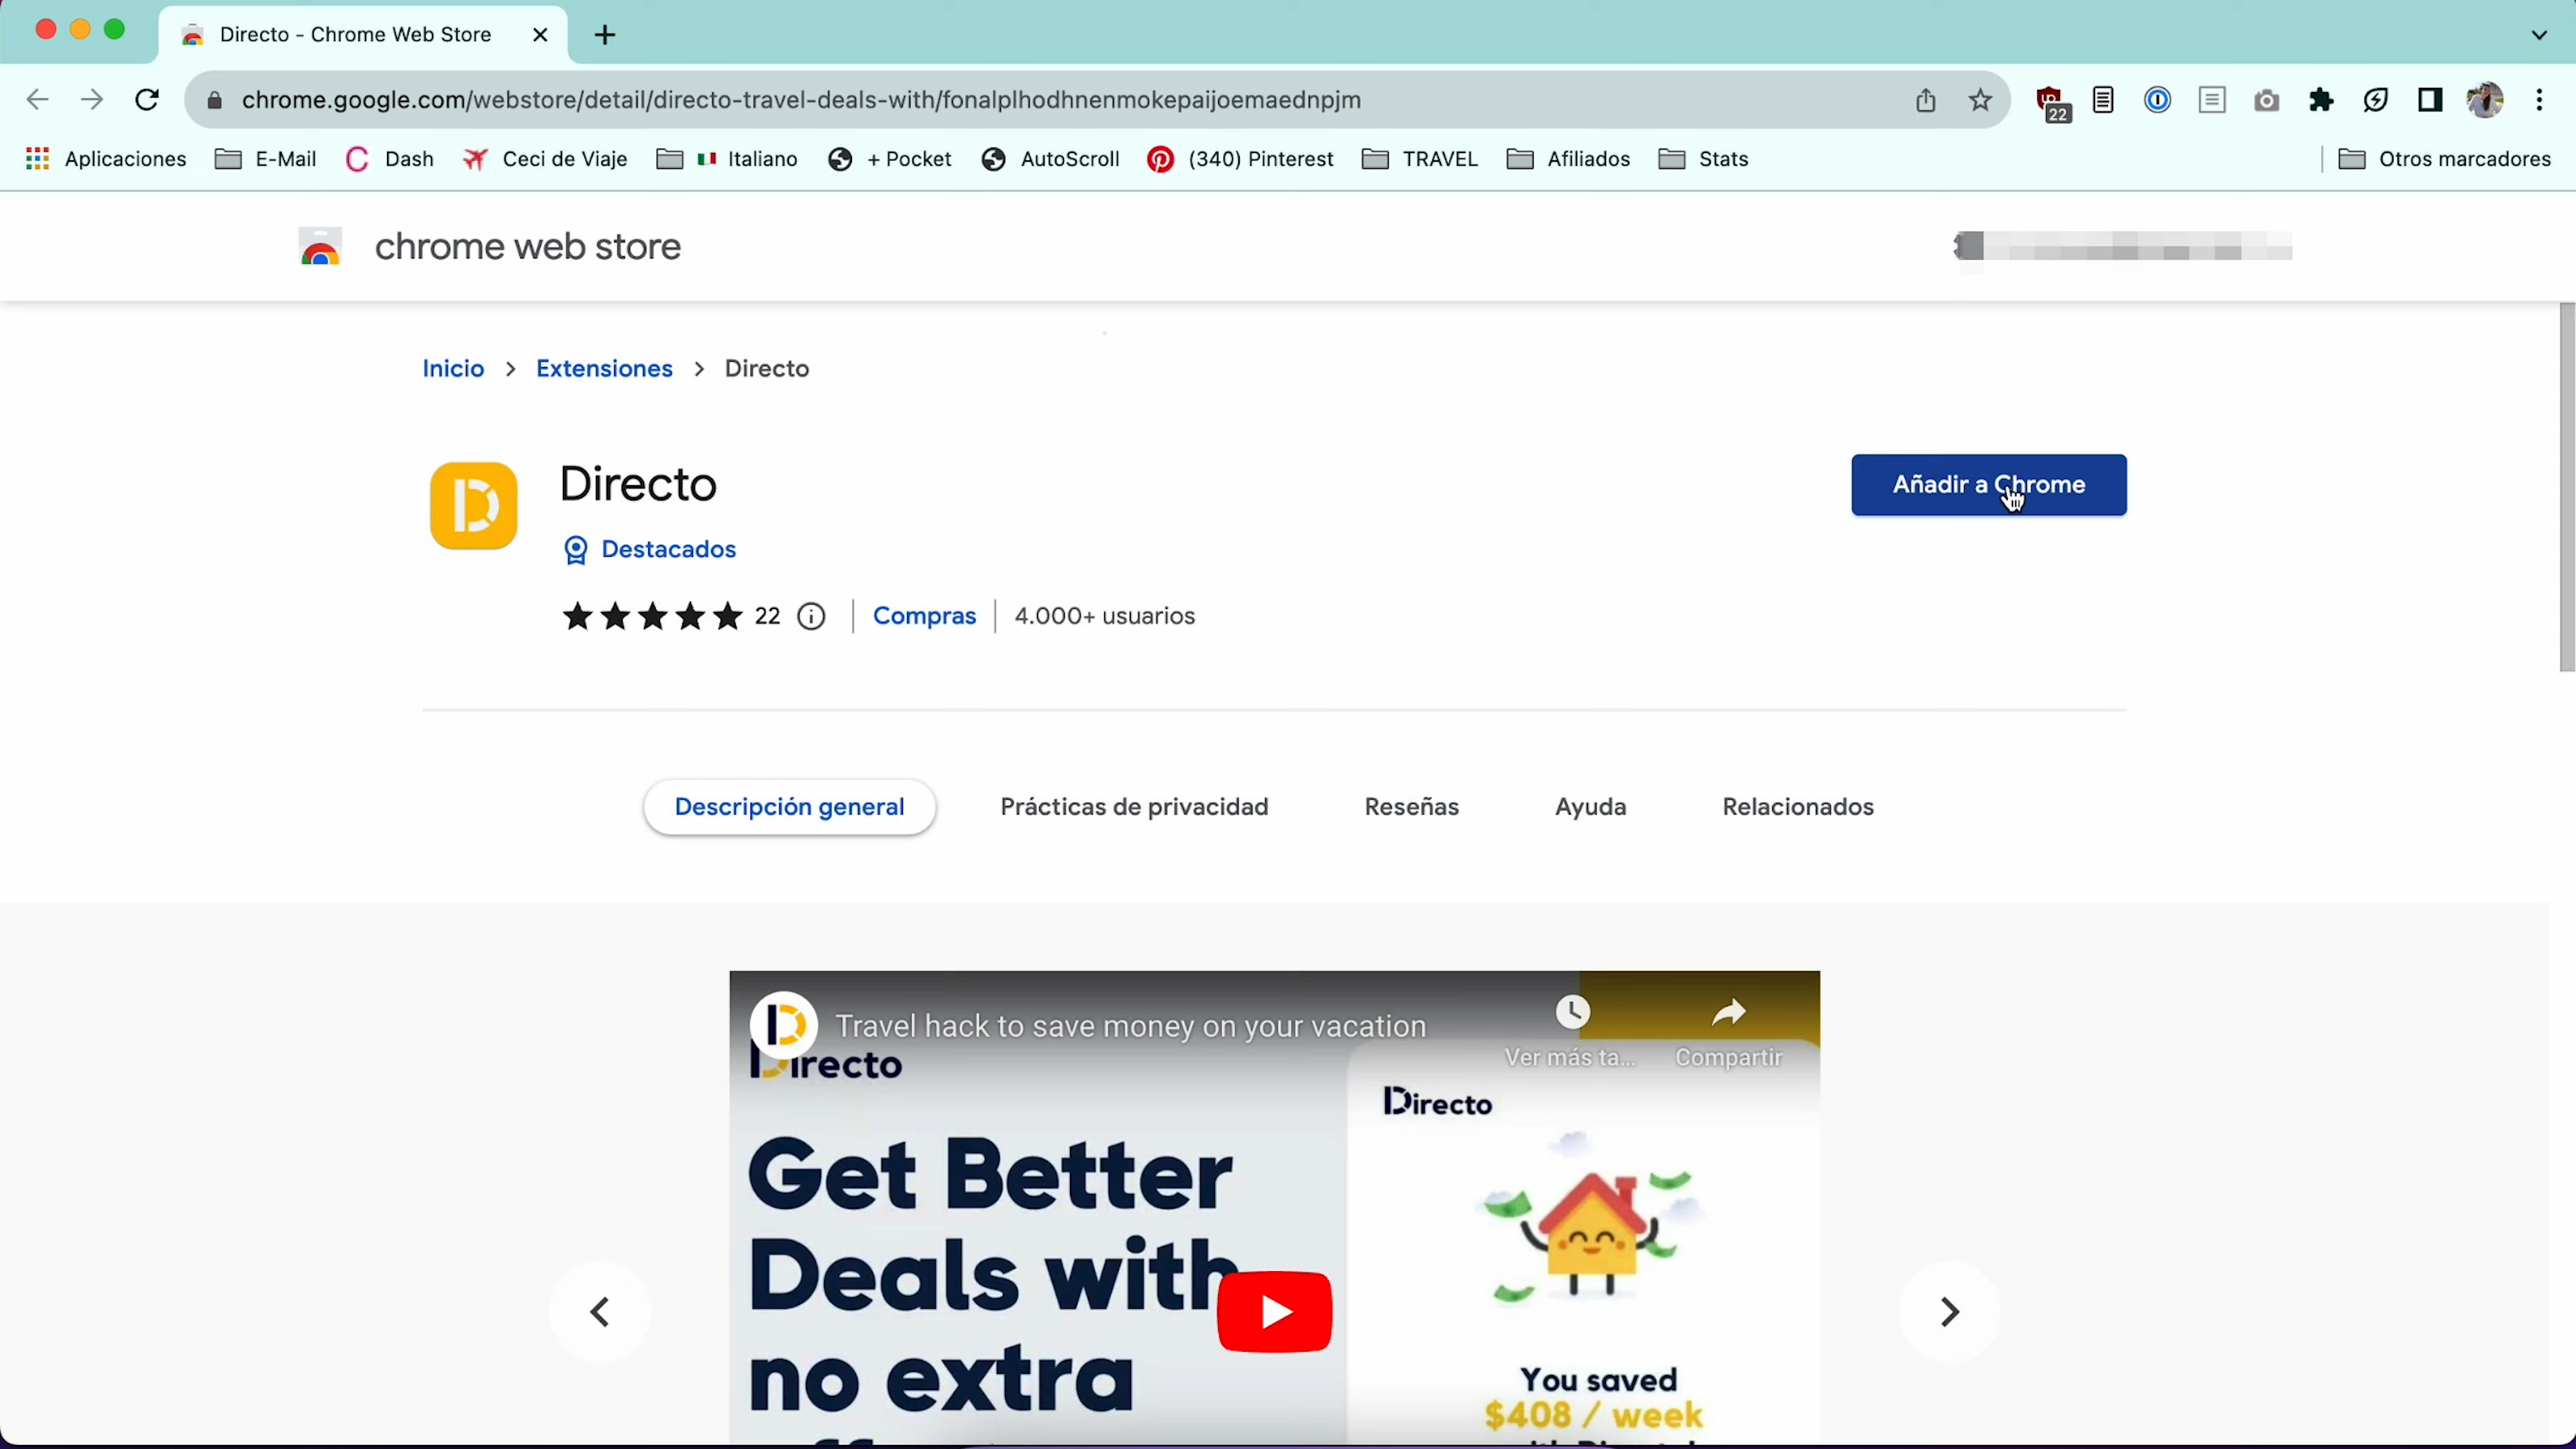 Directo - Chrome Web Store
chrome.google.com/webstore/detail/directo-travel-deals-with/fonalplhodhnenmokepaijoemaednpjm
22
Aplicaciones E-Mail Dash Ceci de Viaje Italiano + Pocket AutoScroll (340) Pinterest TRAVEL Afiliados Stats Otros marcadores
chrome web store
Inicio > Extensiones > Directo
Directo
Añadir a Chrome
Destacados
22 Compras 4.000+ usuarios
Descripción general Prácticas de privacidad Reseñas Ayuda Relacionados
Travel hack to save money on your vacation
Ver más ta... Compartir
Directo
Directo
Get Better
Deals with
no extra
You saved
$408 / week